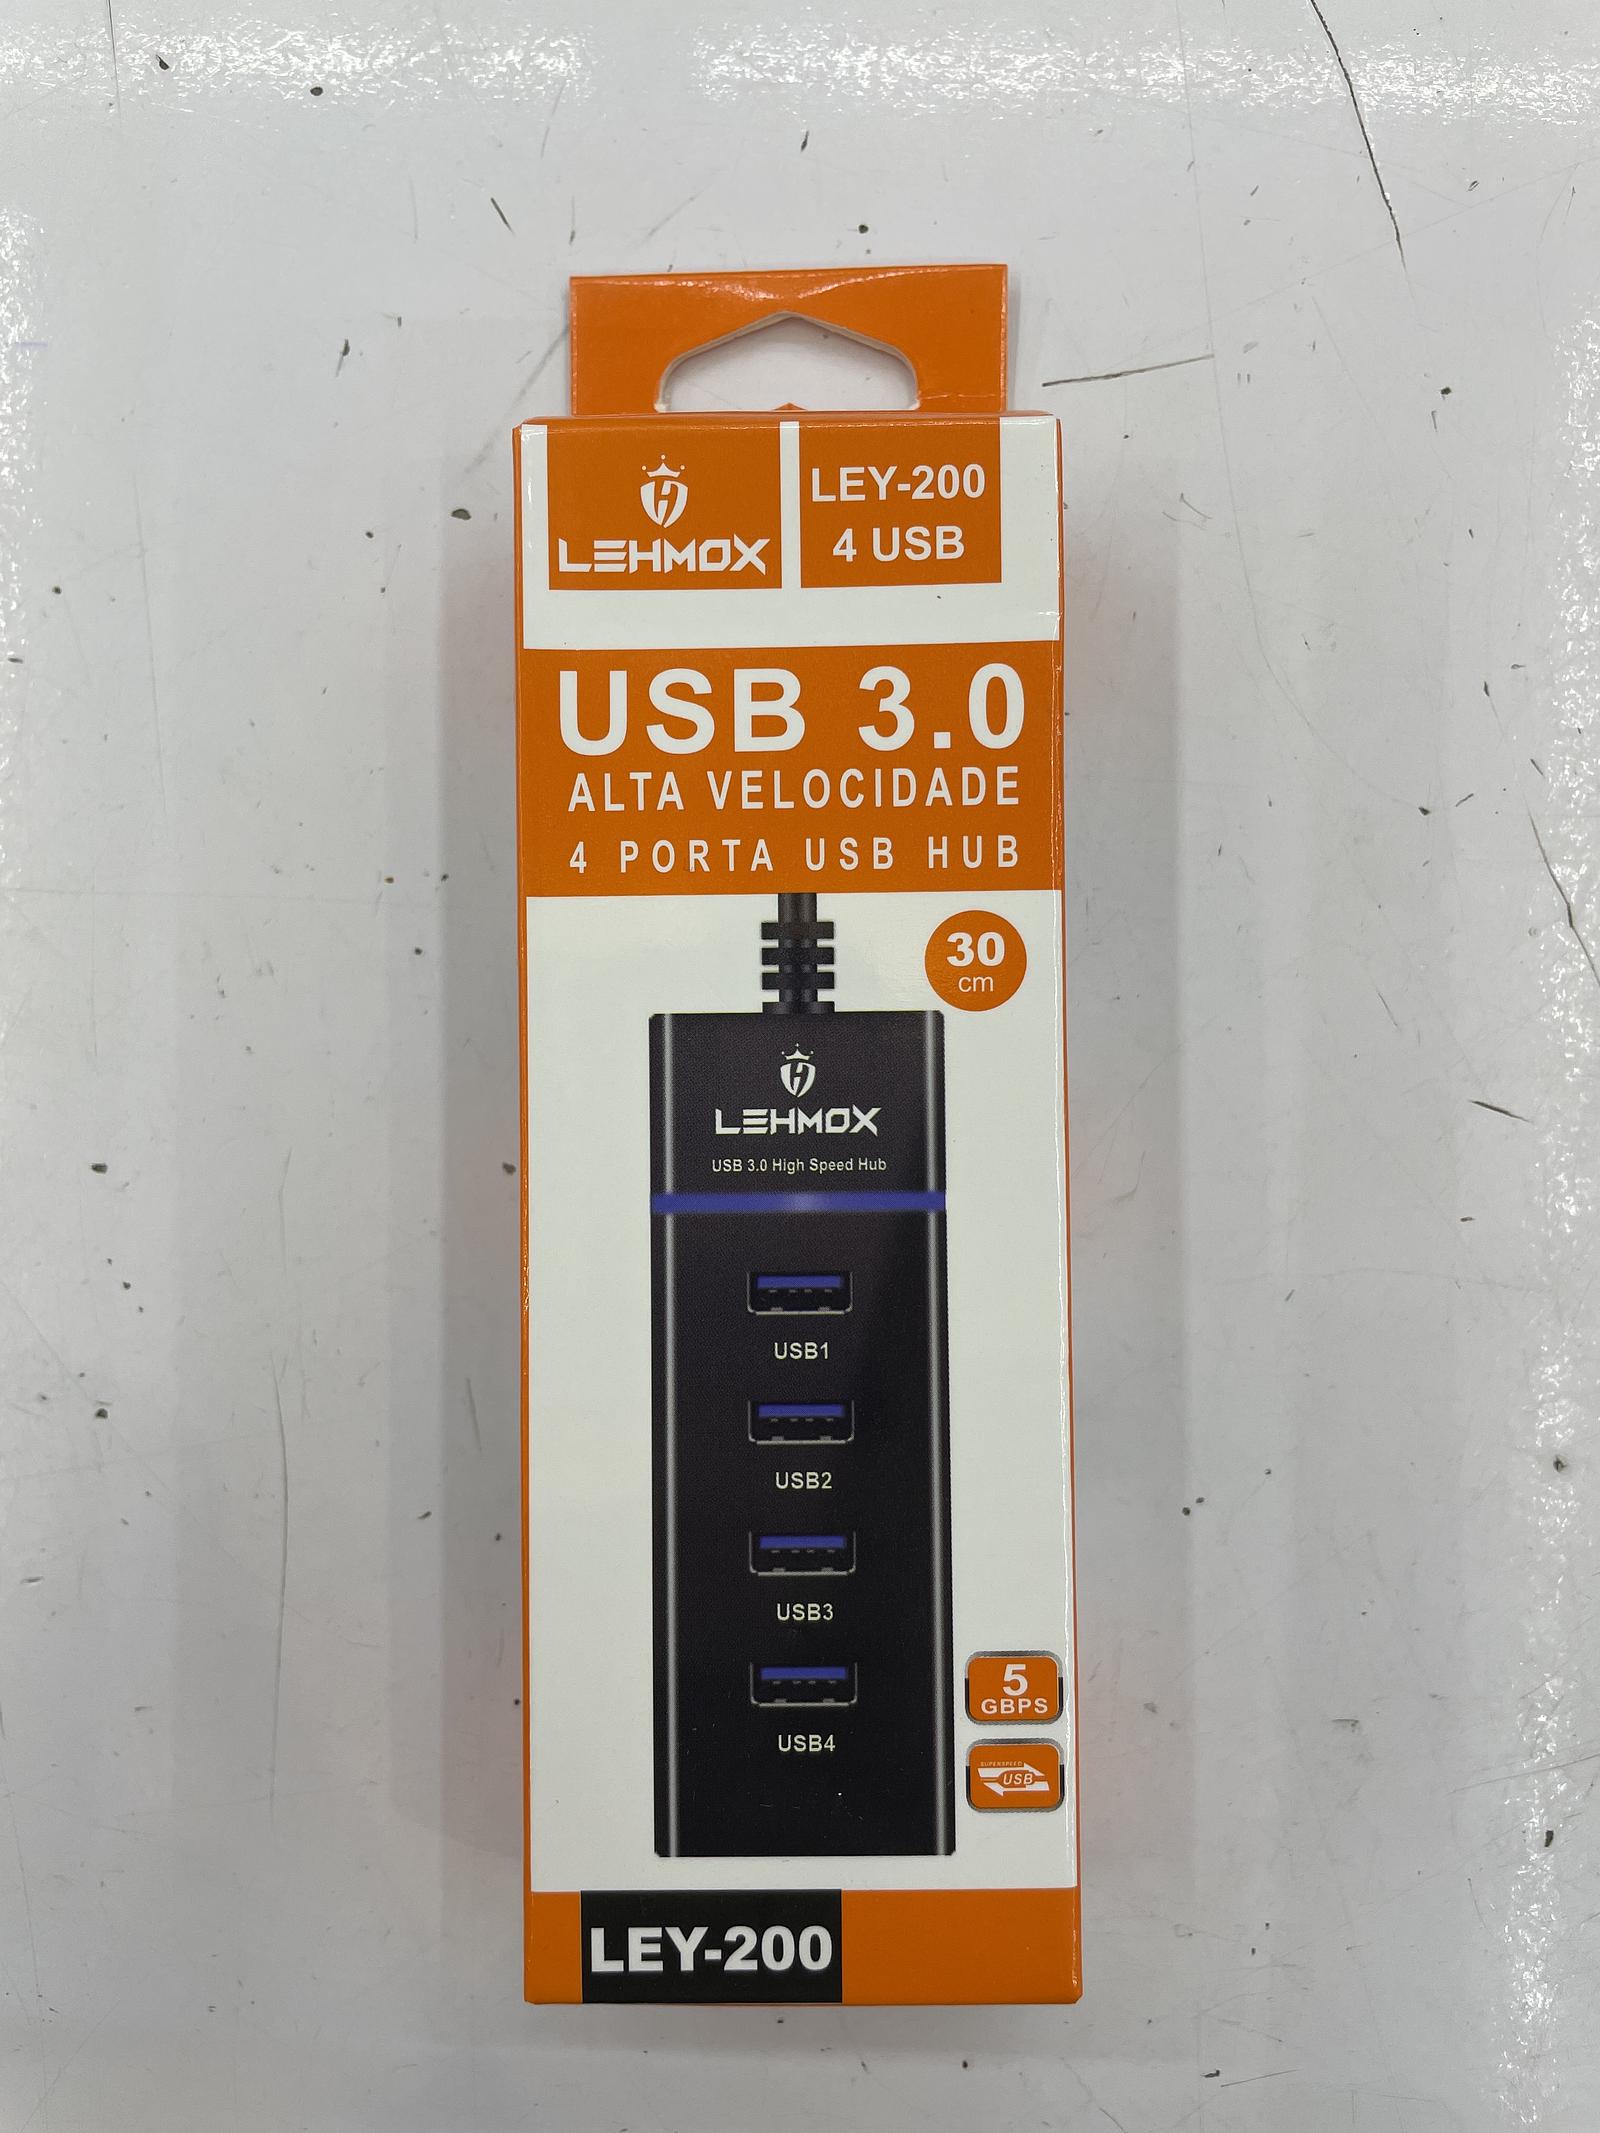 LEHMOX
LEY-200
4 USB
USB 3.0
ALTA VELOCIDADE
4 PORTA USB HUB
30
cm
LEHMOX
USB 3.0 High Speed Hub
USB1
USB2
USB3
USB4
5
GBPS
SUPERSPEED
USB
LEY-200